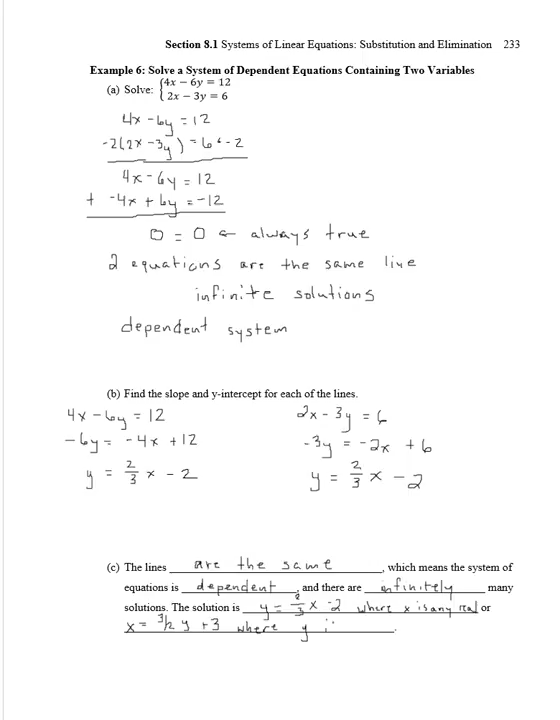 Section 8.1 Systems of Linear Equations: Substitution and Elimination 233
Example 6: Solve a System of Dependent Equations Containing Two Variables
(a) Solve: {4x − 6y = 12
2x − 3y = 6
4x - 6y = 12
-2(2x - 3y) = 6 · -2
4x - 6y = 12
+ -4x + 6y = -12
0 = 0 ← always true
2 equations are the same line
infinite solutions
dependent system
(b) Find the slope and y-intercept for each of the lines.
4x - 6y = 12 2x - 3y = 6
-6y = -4x + 12 -3y = -2x + 6
y = 2/3 x - 2 y = 2/3 x - 2
(c) The lines are the same, which means the system of
equations is dependent, and there are infinitely many
solutions. The solution is y = 2/3 x - 2 where x is any real or
x = 3/2 y + 3 where y